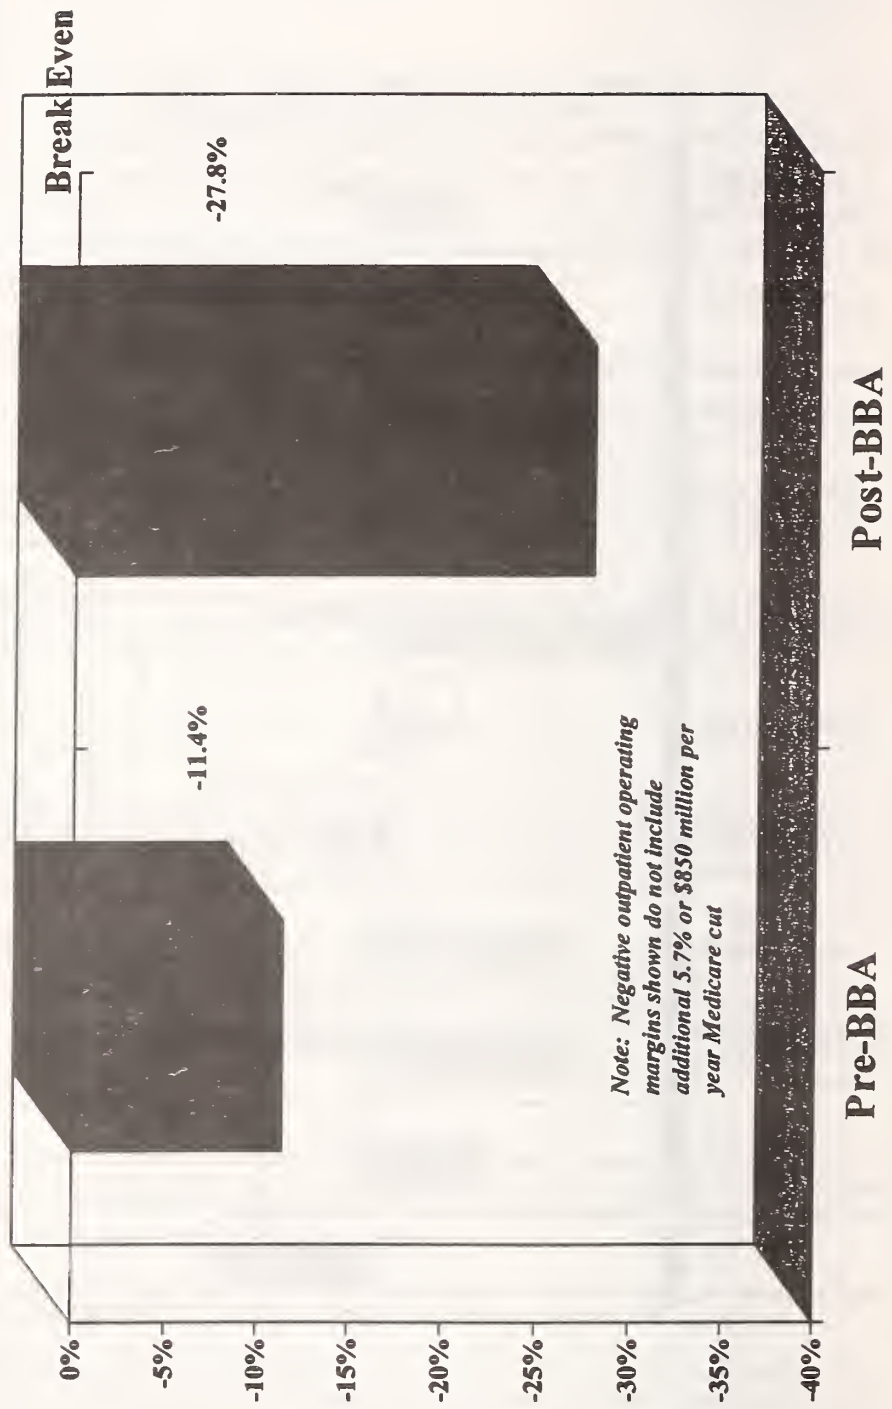 Break Even
0%
-5%
-10%
-15%
-20%
-25%
-30%
-35%
-40%
-11.4%
-27.8%
Note: Negative outpatient operating
margins shown do not include
additional 5.7% or $850 million per
year Medicare cut
Pre-BBA
Post-BBA